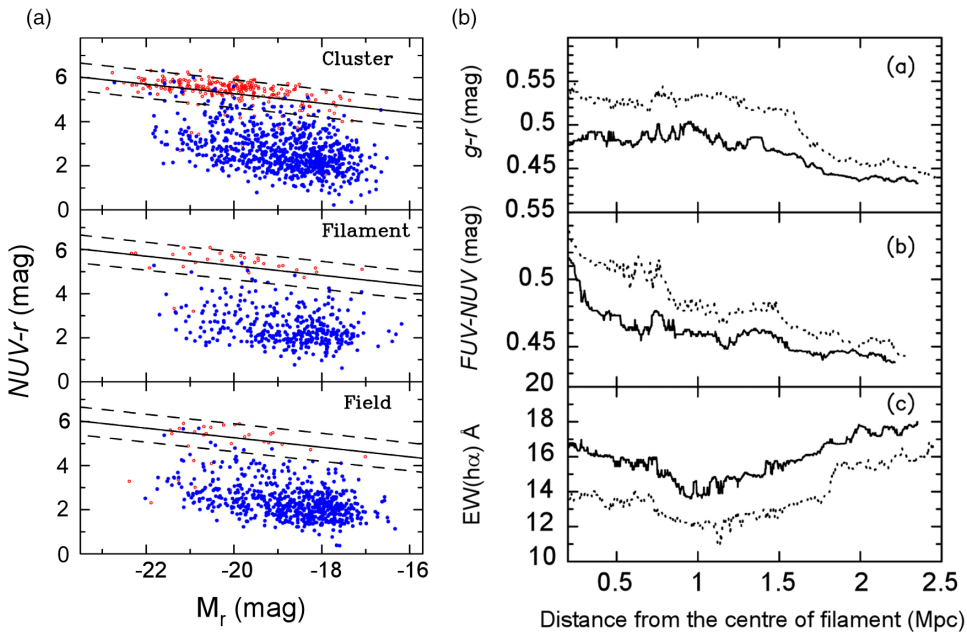 (a)
(b)
Cluster
Filament
Field
6
4
2
0
6
4
2
0
6
4
2
0
NUV-r (mag)
-22 -20 -18 -16
Mr (mag)
(a)
0.55
0.5
0.45
0.55
g-r (mag)
(b)
0.5
0.45
20
FUV-NUV (mag)
(c)
18
16
14
12
10
EW(hα) Å
0.5 1 1.5 2 2.5
Distance from the centre of filament (Mpc)